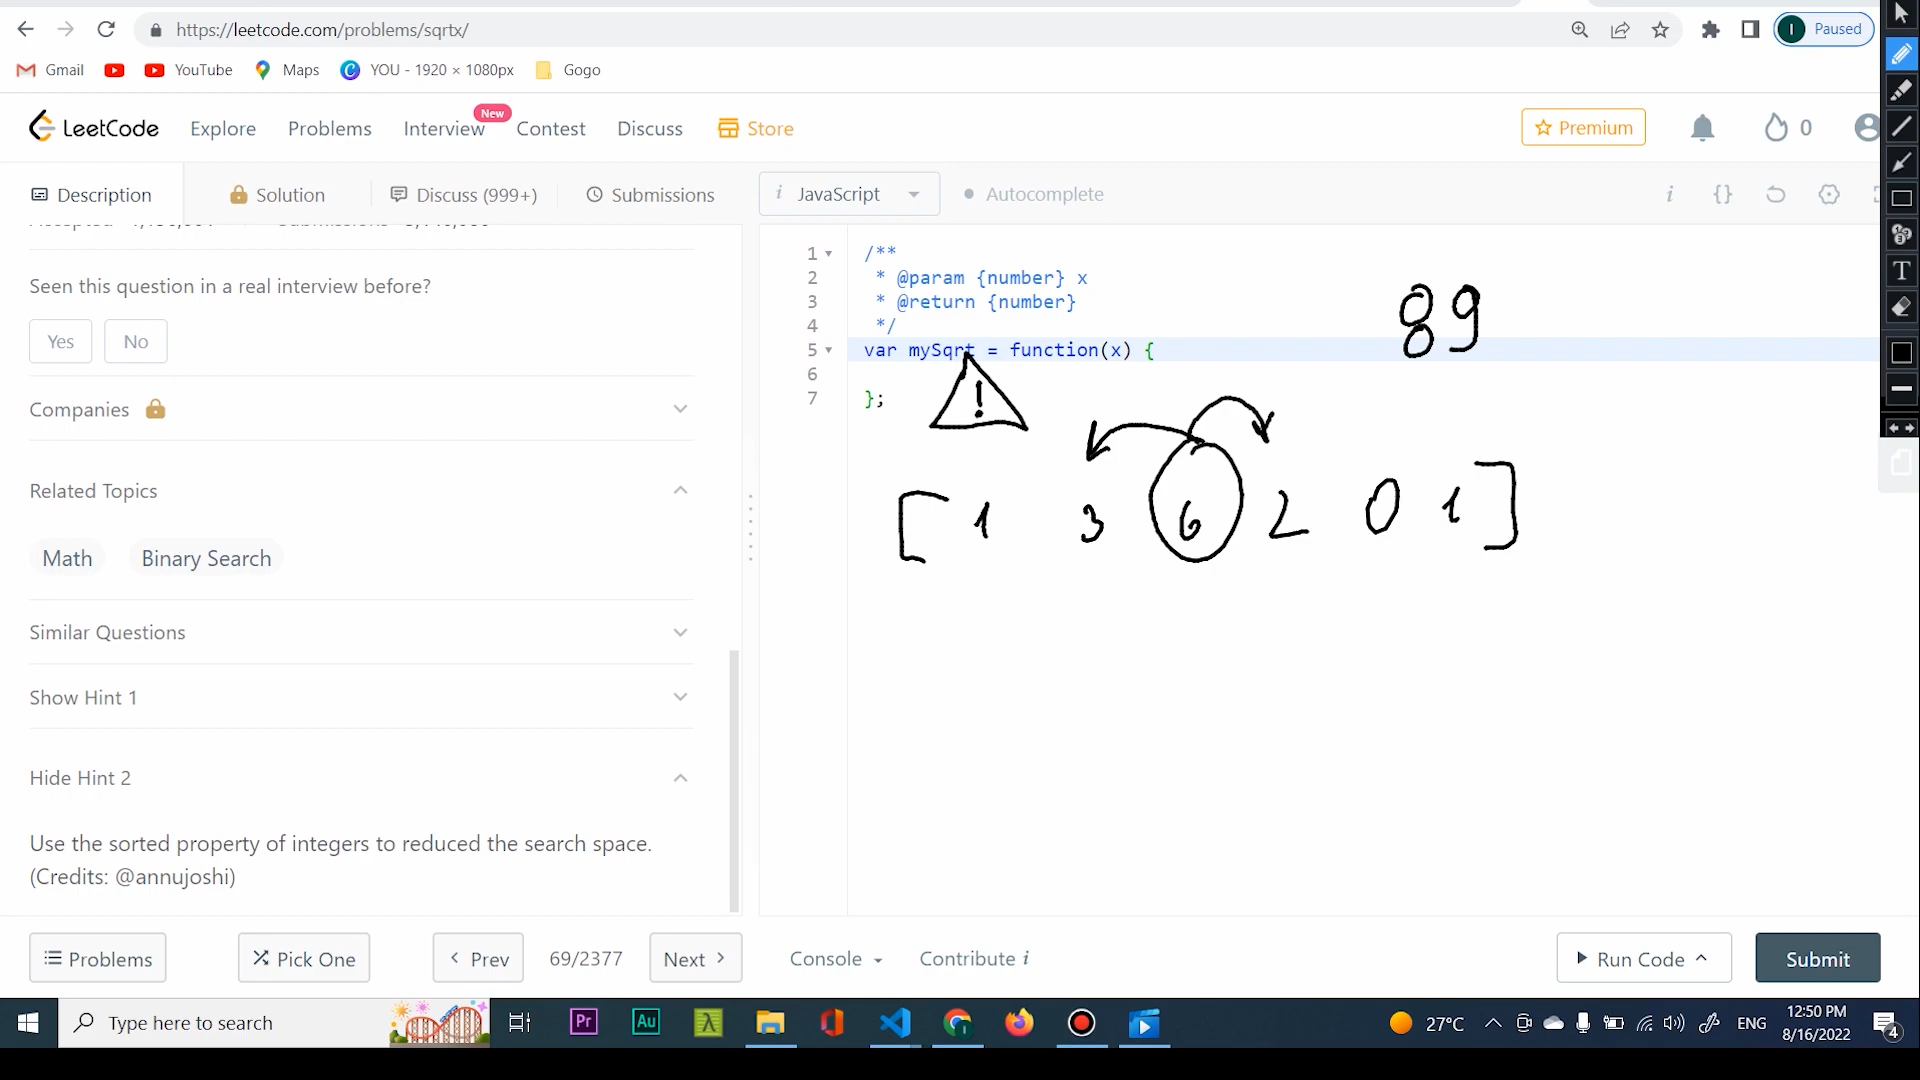 https://leetcode.com/problems/sqrtx/
Paused
Gmail
YouTube
Maps
YOU - 1920 × 1080px
Gogo
LeetCode
Explore
Problems
Interview
New
Contest
Discuss
Store
Premium
0
Description
Solution
Discuss (999+)
Submissions
i JavaScript
Autocomplete
i
{}
Seen this question in a real interview before?
Yes
No
Companies
Related Topics
Math
Binary Search
Similar Questions
Show Hint 1
Hide Hint 2
Use the sorted property of integers to reduced the search space.
(Credits: @annujoshi)
1 /**
2 * @param {number} x
3 * @return {number}
4 */
5 var mySqrt = function(x) {
6
7 };
89
!
[ 1 3 6 2 0 1 ]
T
Problems
Pick One
Prev
69/2377
Next
Console
Contribute i
Run Code
Submit
Type here to search
Pr
Au
27°C
ENG
12:50 PM
8/16/2022
4